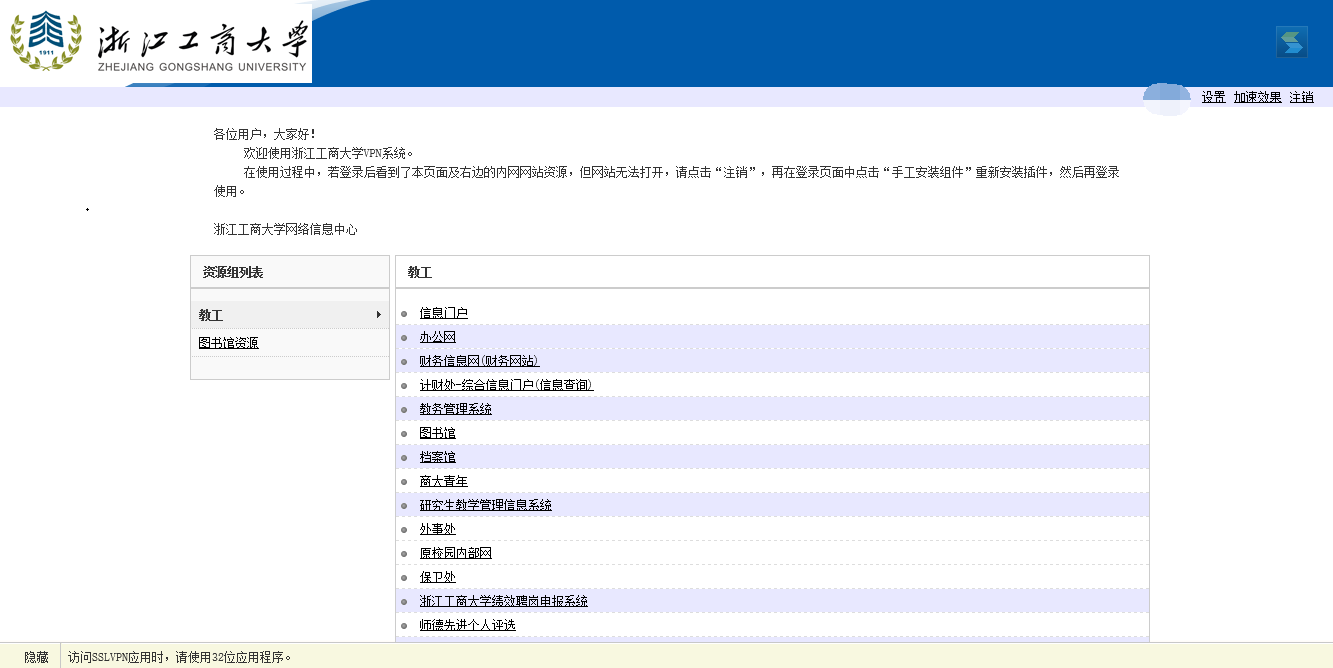 1911
浙江工商大学
ZHEJIANG GONGSHANG UNIVERSITY
设置 加速效果 注销
各位用户，大家好！
欢迎使用浙江工商大学VPN系统。
在使用过程中，若登录后看到了本页面及右边的内网网站资源，但网站无法打开，请点击“注销”，再在登录页面中点击“手工安装组件”重新安装插件，然后再登录
使用。
浙江工商大学网络信息中心
资源组列表
教工
图书馆资源
教工
信息门户
办公网
财务信息网(财务网站)
计财处-综合信息门户(信息查询)
教务管理系统
图书馆
档案馆
商大青年
研究生教学管理信息系统
外事处
原校园内部网
保卫处
浙江工商大学绩效聘岗申报系统
师德先进个人评选
隐藏 访问SSLVPN应用时，请使用32位应用程序。